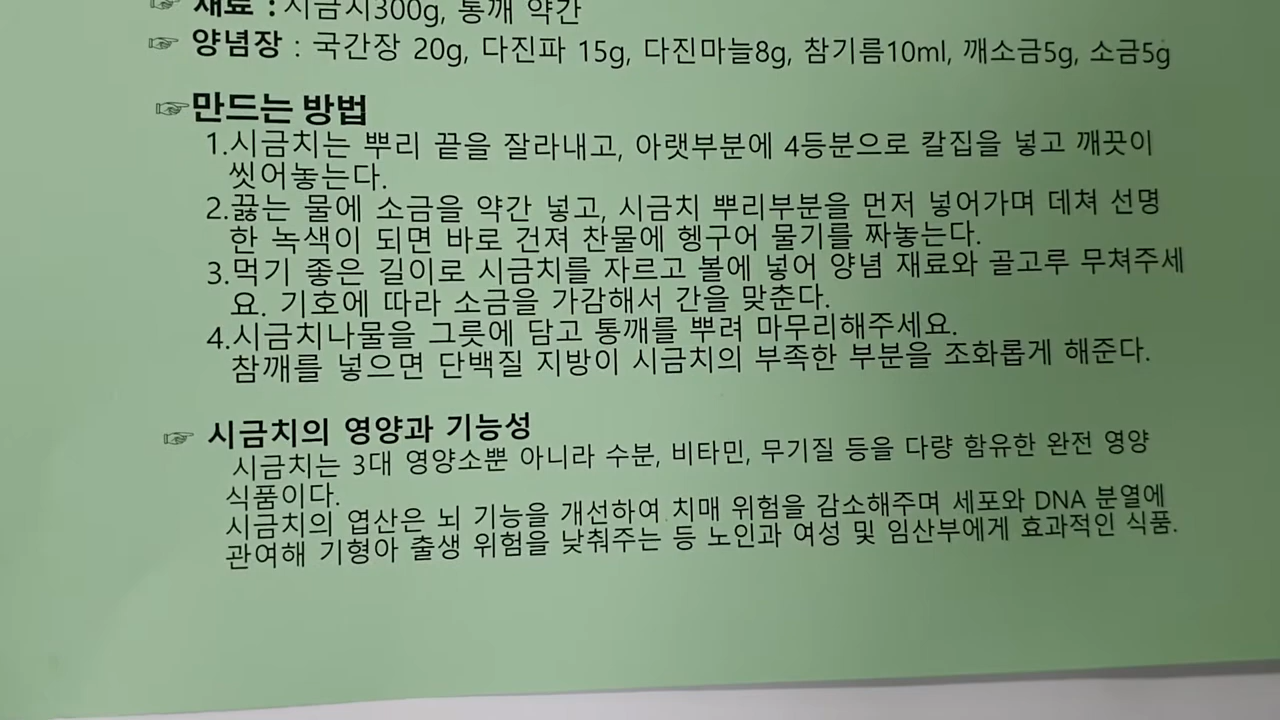 ☞ 재료 : 시금치300g, 통깨 약간
☞ 양념장 : 국간장 20g, 다진파 15g, 다진마늘8g, 참기름10ml, 깨소금5g, 소금5g
☞만드는 방법
1.시금치는 뿌리 끝을 잘라내고, 아랫부분에 4등분으로 칼집을 넣고 깨끗이
씻어놓는다.
2.끓는 물에 소금을 약간 넣고, 시금치 뿌리부분을 먼저 넣어가며 데쳐 선명
한 녹색이 되면 바로 건져 찬물에 헹구어 물기를 짜놓는다.
3.먹기 좋은 길이로 시금치를 자르고 볼에 넣어 양념 재료와 골고루 무쳐주세
요. 기호에 따라 소금을 가감해서 간을 맞춘다.
4.시금치나물을 그릇에 담고 통깨를 뿌려 마무리해주세요.
참깨를 넣으면 단백질 지방이 시금치의 부족한 부분을 조화롭게 해준다.
☞ 시금치의 영양과 기능성
시금치는 3대 영양소뿐 아니라 수분, 비타민, 무기질 등을 다량 함유한 완전 영양
식품이다.
시금치의 엽산은 뇌 기능을 개선하여 치매 위험을 감소해주며 세포와 DNA 분열에
관여해 기형아 출생 위험을 낮춰주는 등 노인과 여성 및 임산부에게 효과적인 식품.